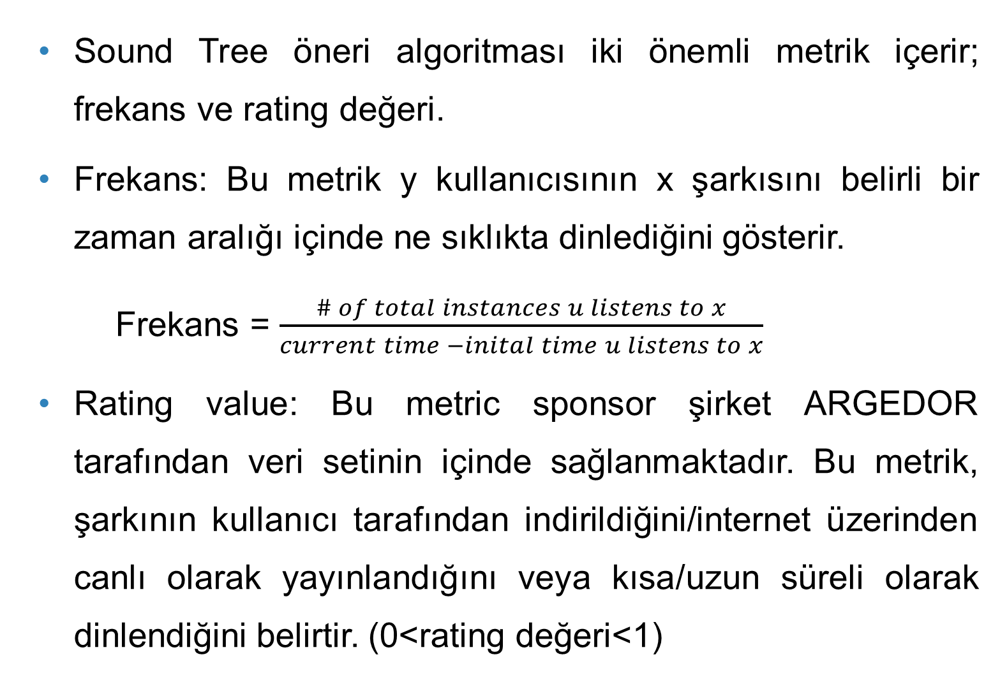 • Sound Tree öneri algoritması iki önemli metrik içerir;
frekans ve rating değeri.
• Frekans: Bu metrik y kullanıcısının x şarkısını belirli bir
zaman aralığı içinde ne sıklıkta dinlediğini gösterir.
# of total instances u listens to x
Frekans =
current time −inital time u listens to x
• Rating value: Bu metric sponsor şirket ARGEDOR
tarafından veri setinin içinde sağlanmaktadır. Bu metrik,
şarkının kullanıcı tarafından indirildiğini/internet üzerinden
canlı olarak yayınlandığını veya kısa/uzun süreli olarak
dinlendiğini belirtir. (0<rating değeri<1)